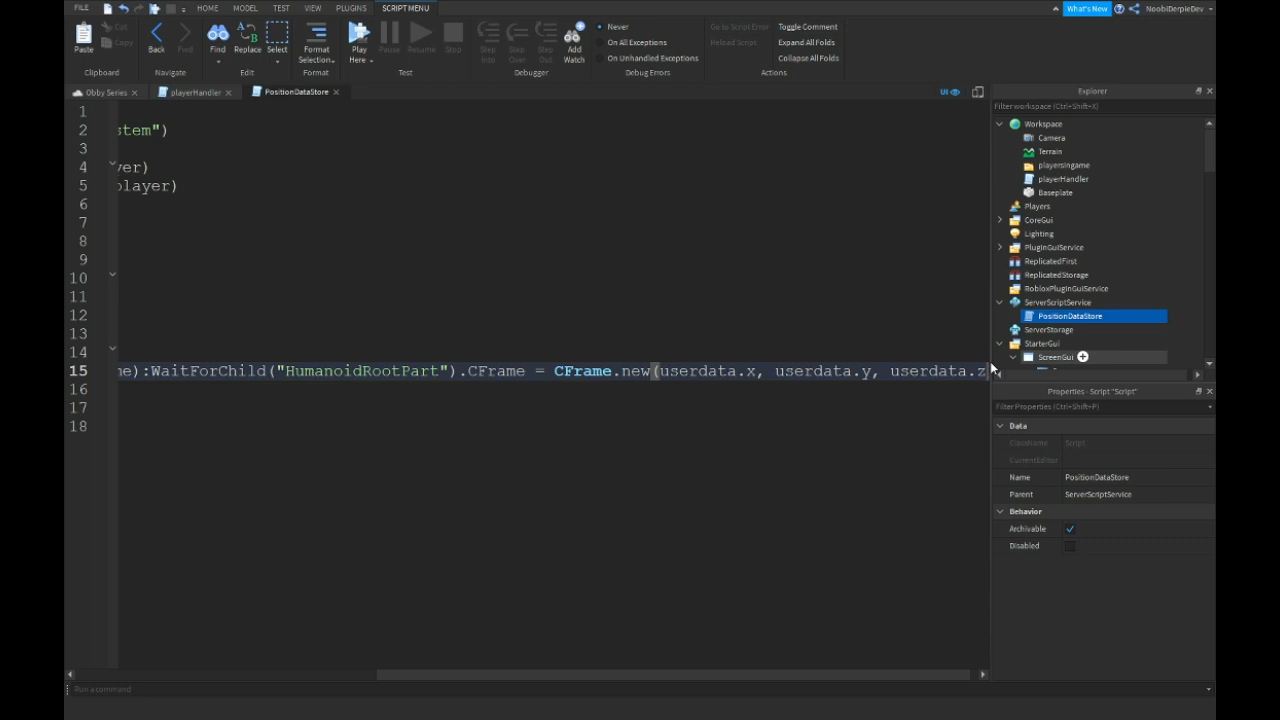 FILE HOME MODEL TEST VIEW PLUGINS SCRIPT MENU What's New NoobiDerpieDev
Paste Cut Copy Back Find Find Replace Select Format Selection Play Here Pause Resume Stop Step Into Step Over Step Out Add Watch Never On All Exceptions On Unhandled Exceptions Go to Script Error Reload Script Toggle Comment Expand All Folds Collapse All Folds
Clipboard Navigate Edit Format Test Debugger Debug Errors Actions
Obby Series playerHandler PositionDataStore UI
1
2 stem")
3
4 yer)
5 player)
6
7
8
9
10
11
12
13
14
15 me):WaitForChild("HumanoidRootPart").CFrame = CFrame.new(userdata.x, userdata.y, userdata.z)
16
17
18
Run a command
Explorer
Filter workspace (Ctrl+Shift+X)
Workspace
Camera
Terrain
playersIngame
playerHandler
Baseplate
Players
CoreGui
Lighting
PluginGuiService
ReplicatedFirst
ReplicatedStorage
RobloxPluginGuiService
ServerScriptService
PositionDataStore
ServerStorage
StarterGui
ScreenGui
Properties - Script "Script"
Filter Properties (Ctrl+Shift+P)
Data
ClassName Script
CurrentEditor
Name PositionDataStore
Parent ServerScriptService
Behavior
Archivable
Disabled